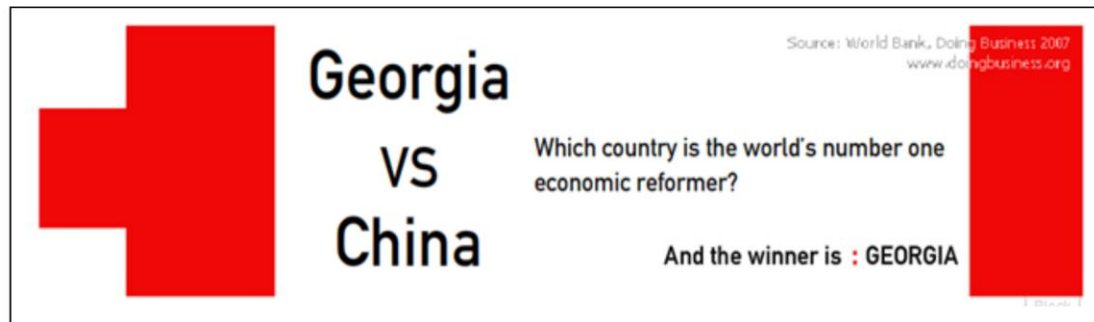 Georgia
VS
China
Source: World Bank, Doing Business 2007
www.doingbusiness.org
Which country is the world's number one
economic reformer?
And the winner is : GEORGIA